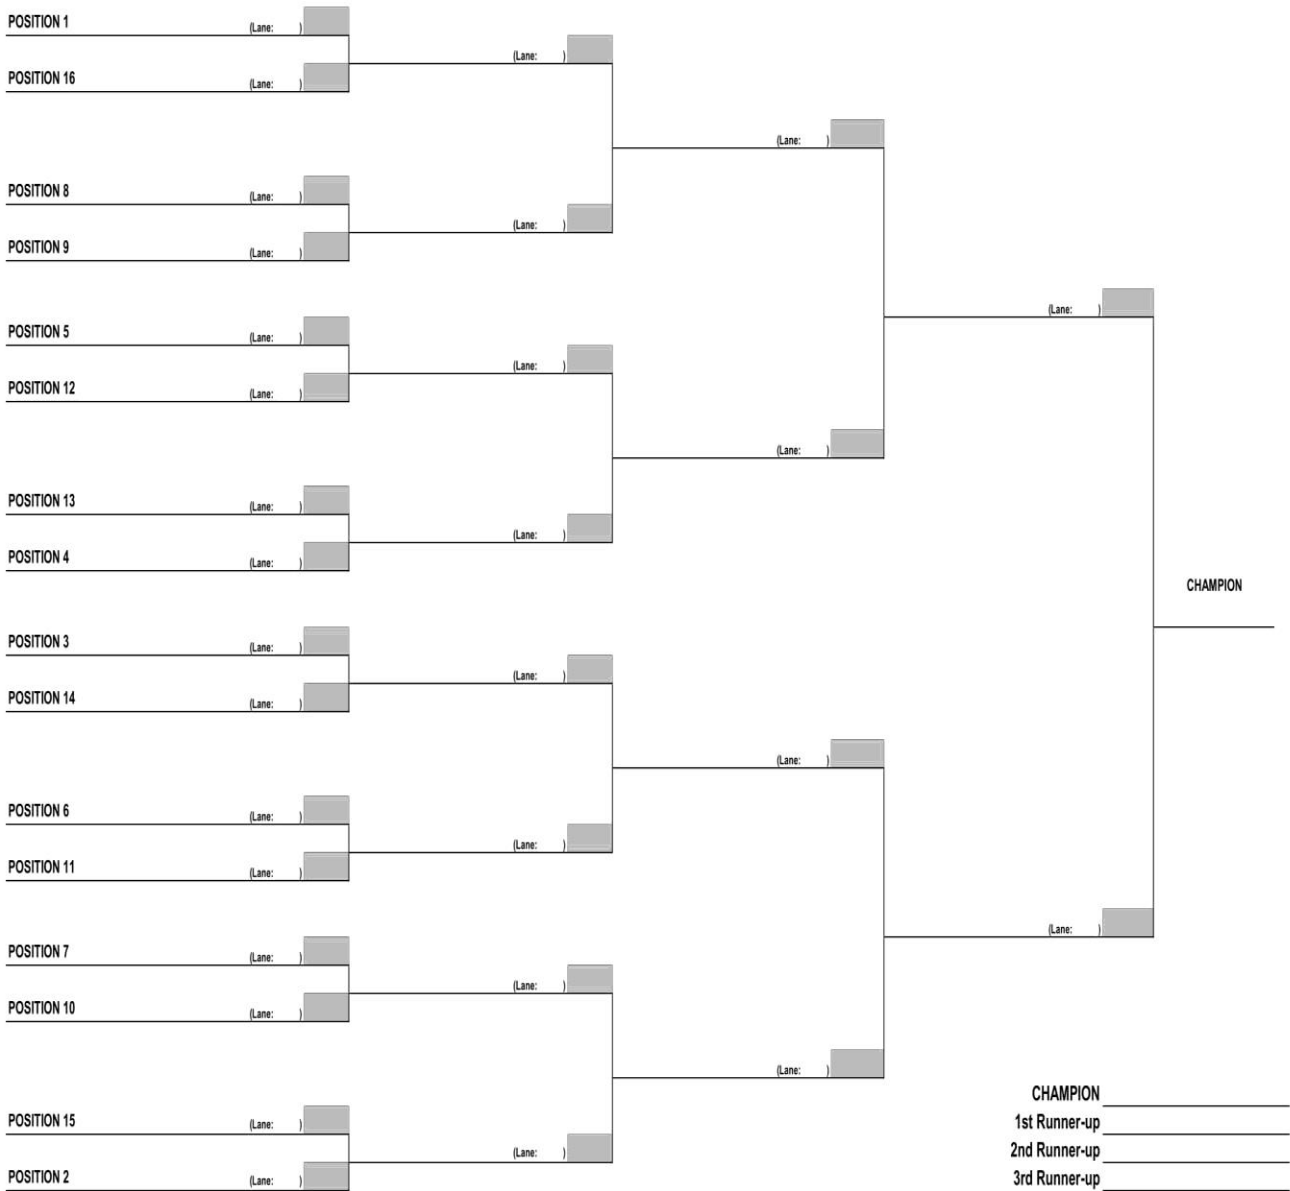 POSITION 1 (Lane: )
(Lane: )
POSITION 16 (Lane: )
(Lane: )
POSITION 8 (Lane: )
(Lane: )
POSITION 9 (Lane: )
(Lane: )
POSITION 5 (Lane: )
(Lane: )
POSITION 12 (Lane: )
(Lane: )
POSITION 13 (Lane: )
(Lane: )
POSITION 4 (Lane: )
CHAMPION
POSITION 3 (Lane: )
(Lane: )
POSITION 14 (Lane: )
(Lane: )
POSITION 6 (Lane: )
(Lane: )
POSITION 11 (Lane: )
(Lane: )
POSITION 7 (Lane: )
(Lane: )
POSITION 10 (Lane: )
(Lane: )
CHAMPION
POSITION 15 (Lane: )
1st Runner-up
(Lane: )
2nd Runner-up
POSITION 2 (Lane: )
3rd Runner-up